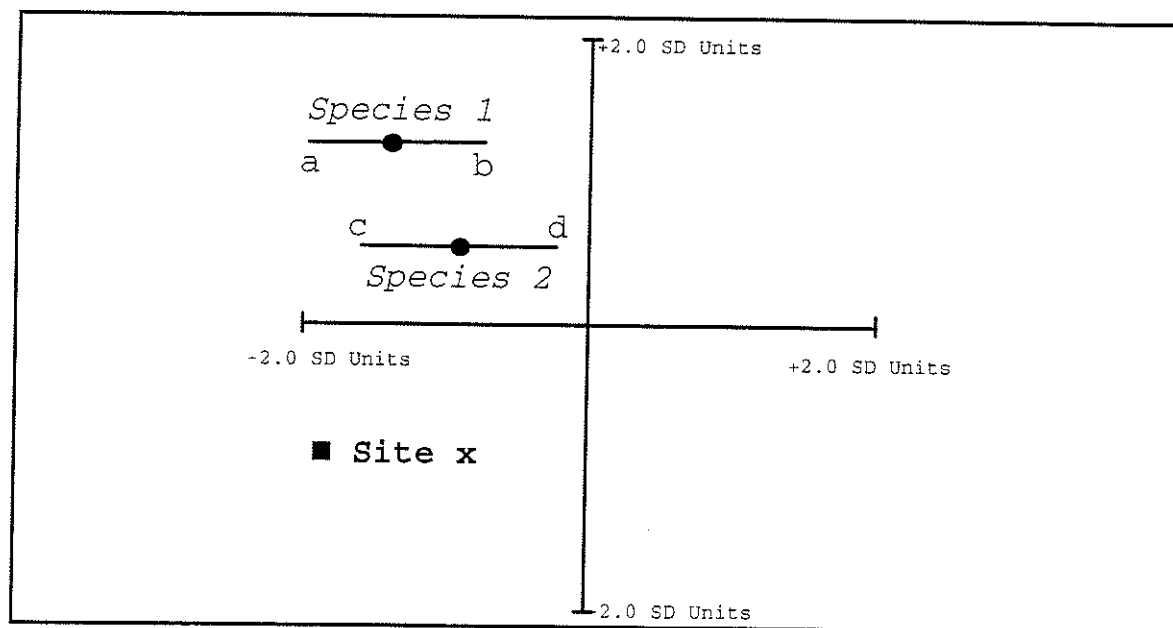 +2.0 SD Units
Species 1
a
b
c
d
Species 2
-2.0 SD Units
+2.0 SD Units
Site x
-2.0 SD Units